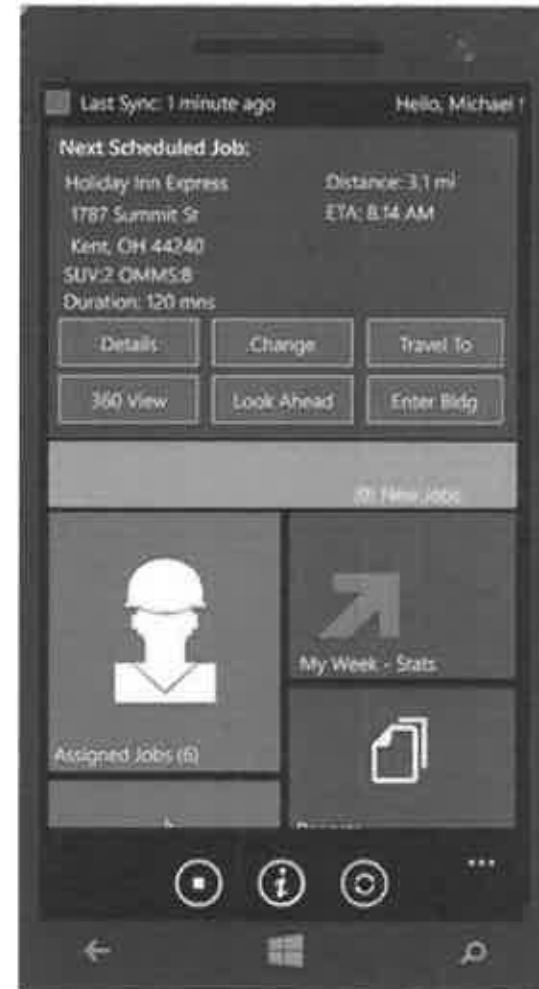 Last Sync: 1 minute ago
Hello, Michael
Next Scheduled Job:
Holiday Inn Express
1787 Summit St
Kent, OH 44240
SUV:2 OMMS:8
Duration: 120 mns
Distance: 3.1 mi
ETA: 8:14 AM
Details
Change
Travel To
360 View
Look Ahead
Enter Bldg
New Jobs
My Week - Stats
Assigned Jobs (6)